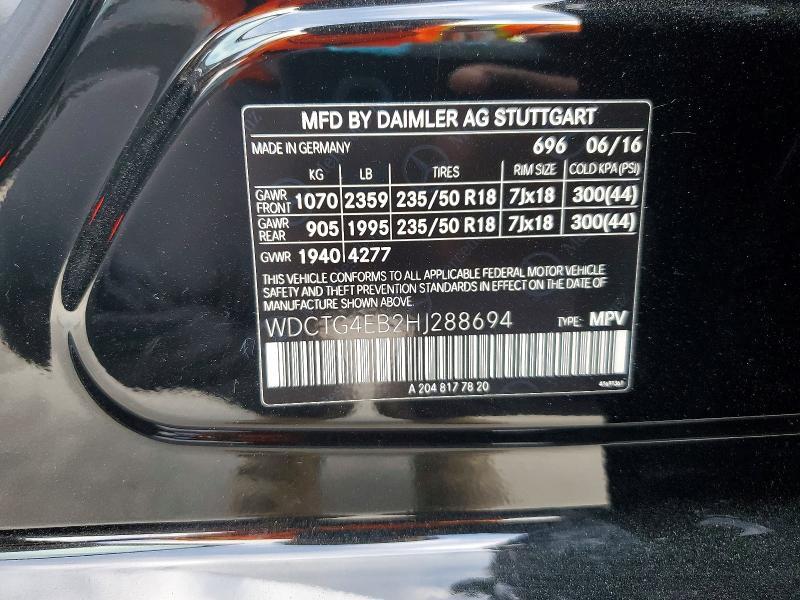 MFD BY DAIMLER AG STUTTGART
MADE IN GERMANY 696 06/16
KG LB TIRES RIM SIZE COLD KPA (PSI)
GAWR FRONT 1070 2359 235/50 R18 7Jx18 300(44)
GAWR REAR 905 1995 235/50 R18 7Jx18 300(44)
GVWR 1940 4277
THIS VEHICLE CONFORMS TO ALL APPLICABLE FEDERAL MOTOR VEHICLE
SAFETY AND THEFT PREVENTION STANDARDS IN EFFECT ON THE DATE OF
MANUFACTURE SHOWN ABOVE.
WDCTG4EB2HJ288694 TYPE: MPV
A 204 817 78 20